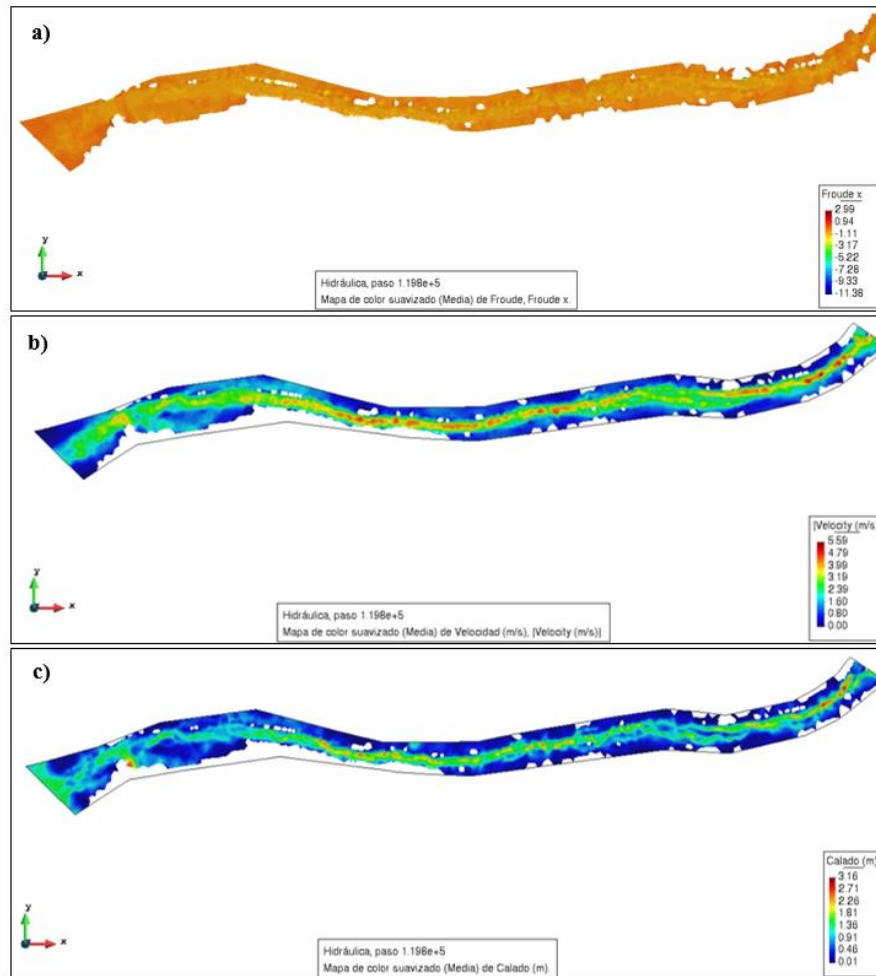 a)
Froude x
2.99
0.94
-1.11
-3.17
-5.22
-7.28
-9.33
-11.38
y
x
Hidráulica, paso 1.198e+5
Mapa de color suavizado (Media) de Froude, Froude x.
b)
|Velocity (m/s)
5.59
4.79
3.99
3.19
2.39
1.60
0.80
0.00
y
x
Hidráulica, paso 1.198e+5
Mapa de color suavizado (Media) de Velocidad (m/s), |Velocity (m/s)|.
c)
Calado (m)
3.16
2.71
2.26
1.81
1.36
0.91
0.46
0.01
y
x
Hidráulica, paso 1.198e+5
Mapa de color suavizado (Media) de Calado (m).